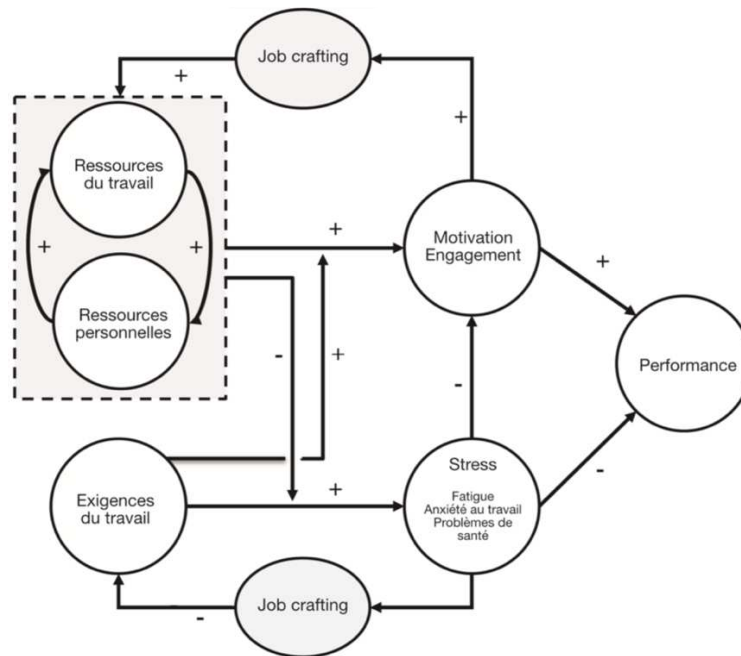 Job crafting
+
+
Ressources
du travail
+
+
+
Motivation
Engagement
+
Ressources
personnelles
-
+
Performance
-
Stress
-
Exigences
du travail
+
Fatigue
Anxiété au travail
Problèmes de
santé
Job crafting
-